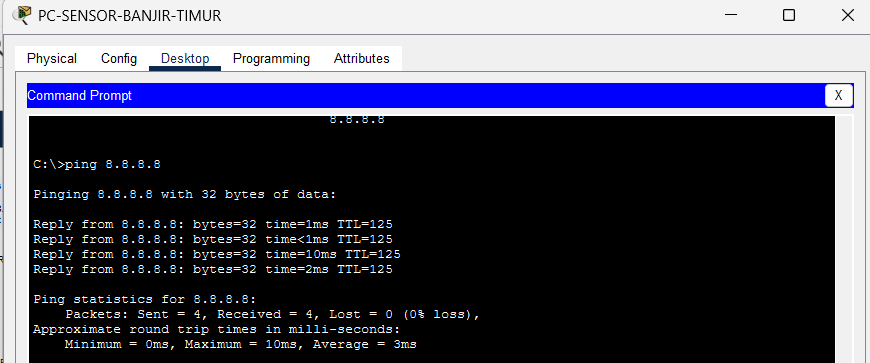 PC-SENSOR-BANJIR-TIMUR
Physical Config Desktop Programming Attributes
Command Prompt X
8.8.8.8
C:\>ping 8.8.8.8
Pinging 8.8.8.8 with 32 bytes of data:
Reply from 8.8.8.8: bytes=32 time=1ms TTL=125
Reply from 8.8.8.8: bytes=32 time<1ms TTL=125
Reply from 8.8.8.8: bytes=32 time=10ms TTL=125
Reply from 8.8.8.8: bytes=32 time=2ms TTL=125
Ping statistics for 8.8.8.8:
Packets: Sent = 4, Received = 4, Lost = 0 (0% loss),
Approximate round trip times in milli-seconds:
Minimum = 0ms, Maximum = 10ms, Average = 3ms